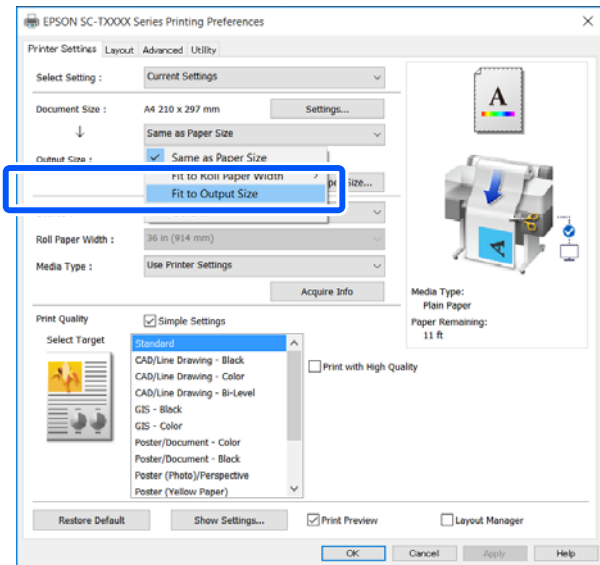 EPSON SC-TXXXX Series Printing Preferences
Printer Settings Layout Advanced Utility
Select Setting : Current Settings
Document Size : A4 210 x 297 mm Settings...
Same as Paper Size
Output Size : Same as Paper Size
Fit to Roll Paper Width
Size...
Fit to Output Size
Roll Paper Width : 36 in (914 mm)
Media Type : Use Printer Settings
Acquire Info
A
Media Type:
Plain Paper
Paper Remaining:
11 ft
Print Quality Simple Settings
Select Target
Standard
CAD/Line Drawing - Black
CAD/Line Drawing - Color
CAD/Line Drawing - Bi-Level
GIS - Black
GIS - Color
Poster/Document - Color
Poster/Document - Black
Poster (Photo)/Perspective
Poster (Yellow Paper)
Print with High Quality
Restore Default Show Settings... Print Preview Layout Manager
OK Cancel Apply Help